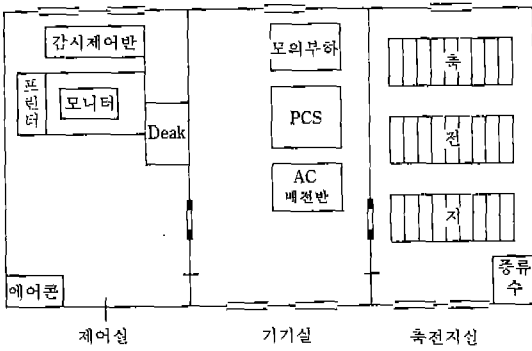 감시제어반
프린터
모니터
Deak
모의부하
PCS
AC
배전반
축
전
지
에어콘
증류
수
제어실
기기실
축전지실